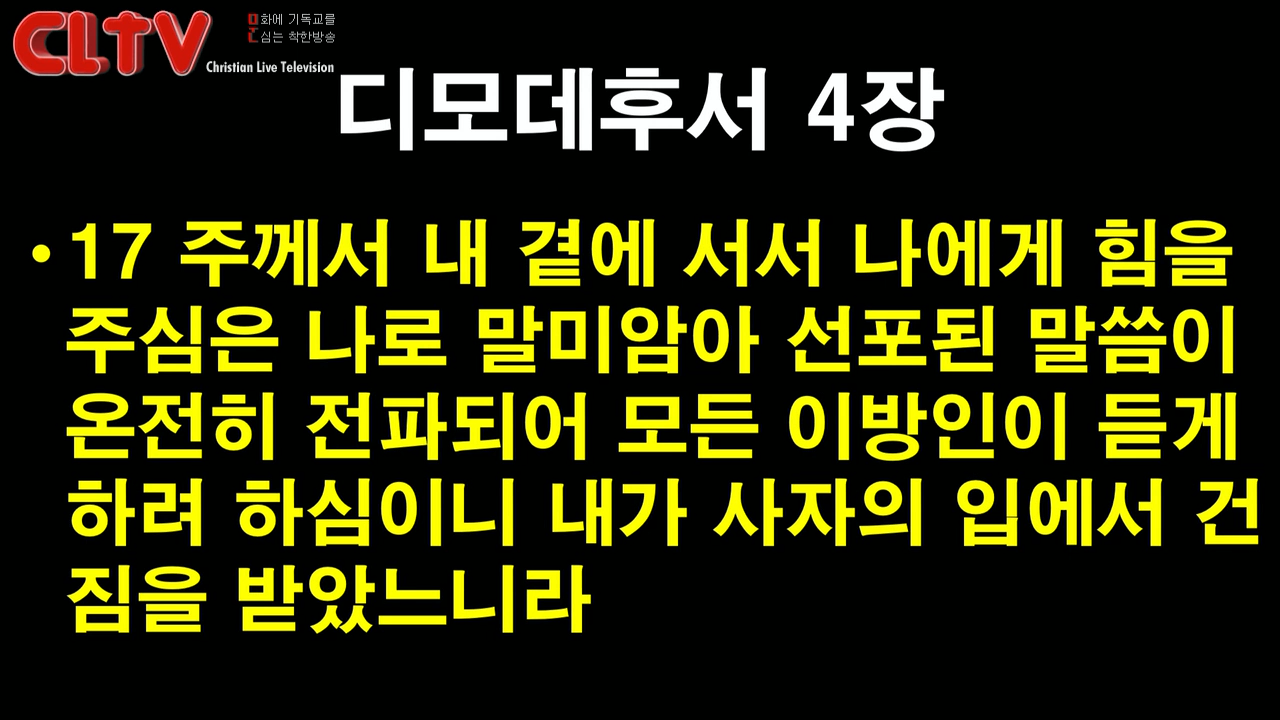 CLTV
문화에 기독교를
심는 착한방송
Christian Live Television
디모데후서 4장
• 17 주께서 내 곁에 서서 나에게 힘을
주심은 나로 말미암아 선포된 말씀이
온전히 전파되어 모든 이방인이 듣게
하려 하심이니 내가 사자의 입에서 건
짐을 받았느니라